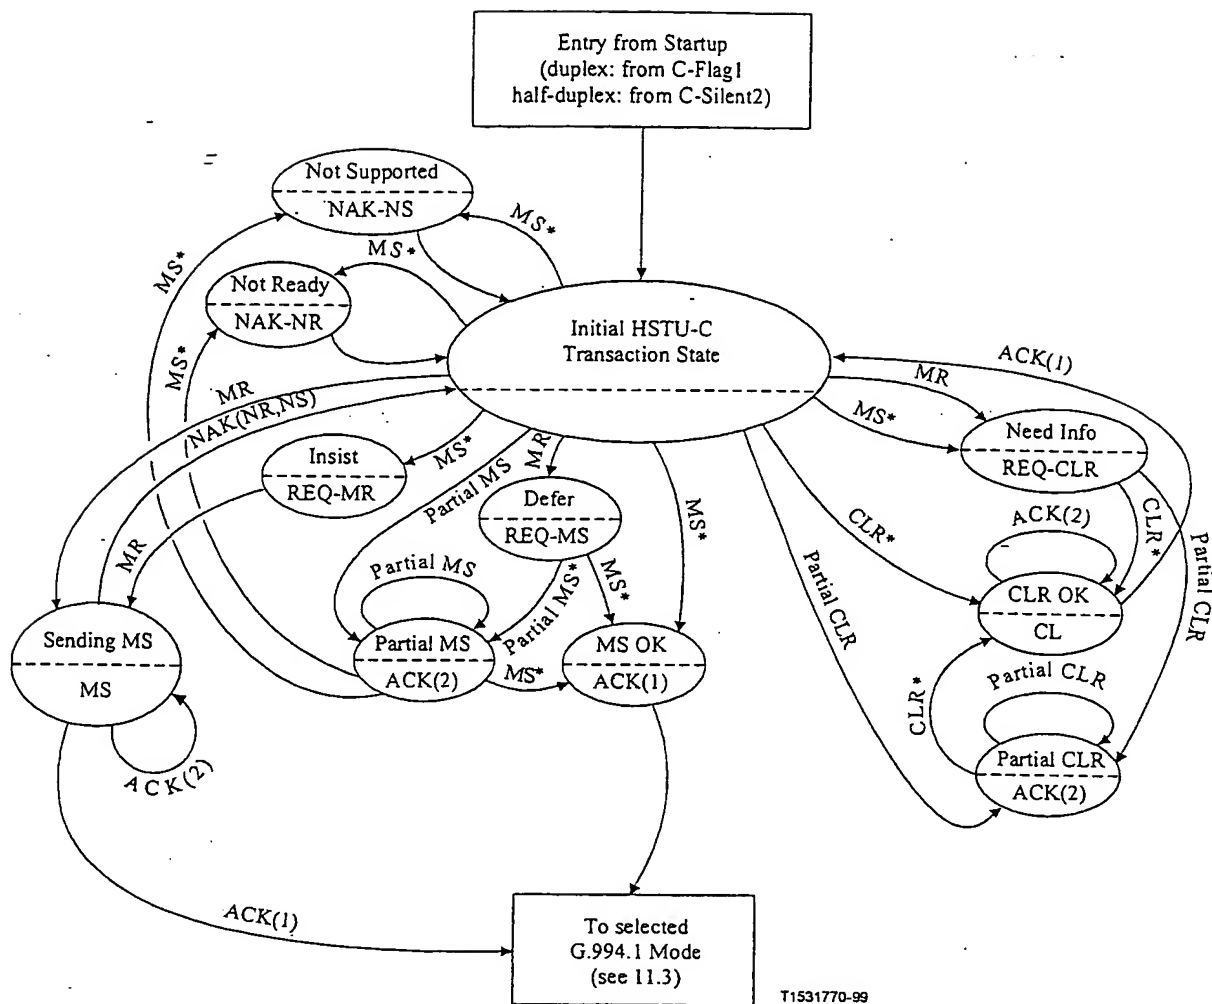 Entry from Startup
(duplex: from C-Flag1
half-duplex: from C-Silent2)
Not Supported
NAK-NS
MS*
MS*
MS*
Not Ready
NAK-NR
MS*
Initial HSTU-C
Transaction State
ACK(1)
MR
MS*
MR
NAK(NR,NS)
Need Info
REQ-CLR
Insist
REQ-MR
MS*
Partial MS
MR
Defer
REQ-MS
MS*
CLR*
ACK(2)
CLR*
Partial CLR
MR
Partial MS
Partial MS*
MS*
Partial CLR
CLR OK
CL
Sending MS
MS
Partial MS
ACK(2)
MS*
MS OK
ACK(1)
CLR*
Partial CLR
Partial CLR
ACK(2)
ACK(2)
ACK(1)
To selected
G.994.1 Mode
(see 11.3)
T1531770-99